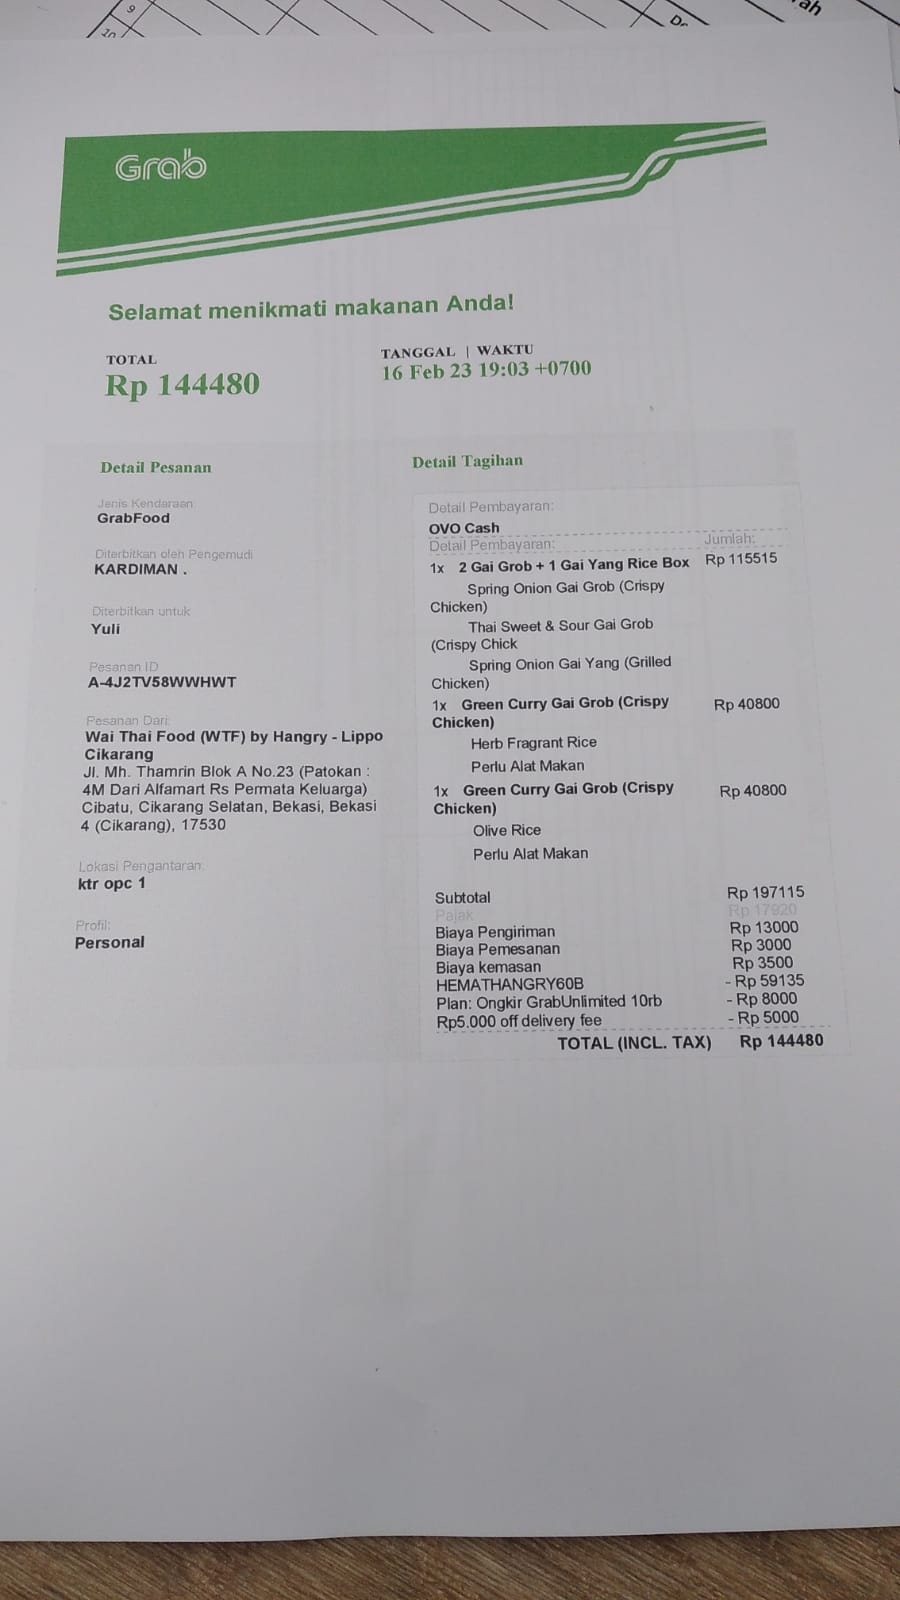 9
10
Grab
Selamat menikmati makanan Anda!
TOTAL
Rp 144480
TANGGAL | WAKTU
16 Feb 23 19:03 +0700
Detail Pesanan
Jenis Kendaraan
GrabFood
Diterbitkan oleh Pengemudi
KARDIMAN .
Diterbitkan untuk
Yuli
Pesanan ID
A-4J2TV58WWHWT
Pesanan Dari:
Wai Thai Food (WTF) by Hangry - Lippo
Cikarang
Jl. Mh. Thamrin Blok A No.23 (Patokan :
4M Dari Alfamart Rs Permata Keluarga)
Cibatu, Cikarang Selatan, Bekasi, Bekasi
4 (Cikarang), 17530
Lokasi Pengantaran:
ktr opc 1
Profil:
Personal
Detail Tagihan
Detail Pembayaran:
OVO Cash
Detail Pembayaran: Jumlah:
1x 2 Gai Grob + 1 Gai Yang Rice Box Rp 115515
Spring Onion Gai Grob (Crispy
Chicken)
Thai Sweet & Sour Gai Grob
(Crispy Chick
Spring Onion Gai Yang (Grilled
Chicken)
1x Green Curry Gai Grob (Crispy Rp 40800
Chicken)
Herb Fragrant Rice
Perlu Alat Makan
1x Green Curry Gai Grob (Crispy Rp 40800
Chicken)
Olive Rice
Perlu Alat Makan
Subtotal Rp 197115
Pajak Rp 17920
Biaya Pengiriman Rp 13000
Biaya Pemesanan Rp 3000
Biaya kemasan Rp 3500
HEMATHANGRY60B - Rp 59135
Plan: Ongkir GrabUnlimited 10rb - Rp 8000
Rp5.000 off delivery fee - Rp 5000
TOTAL (INCL. TAX) Rp 144480